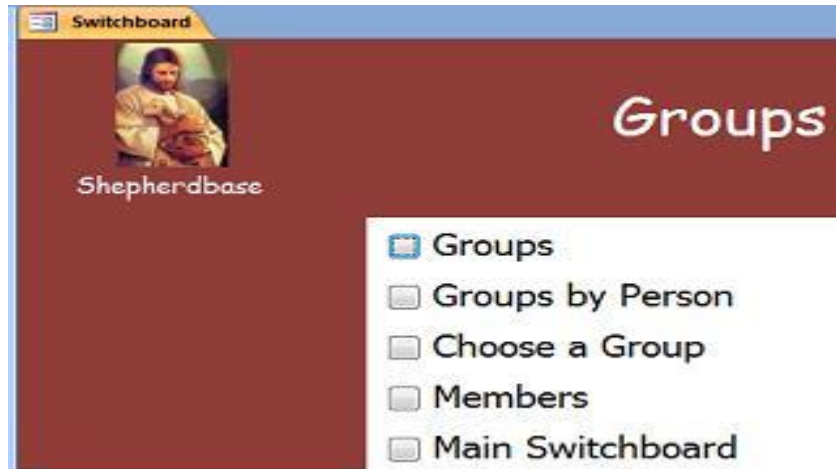 Switchboard
Groups
Shepherdbase
Groups
Groups by Person
Choose a Group
Members
Main Switchboard